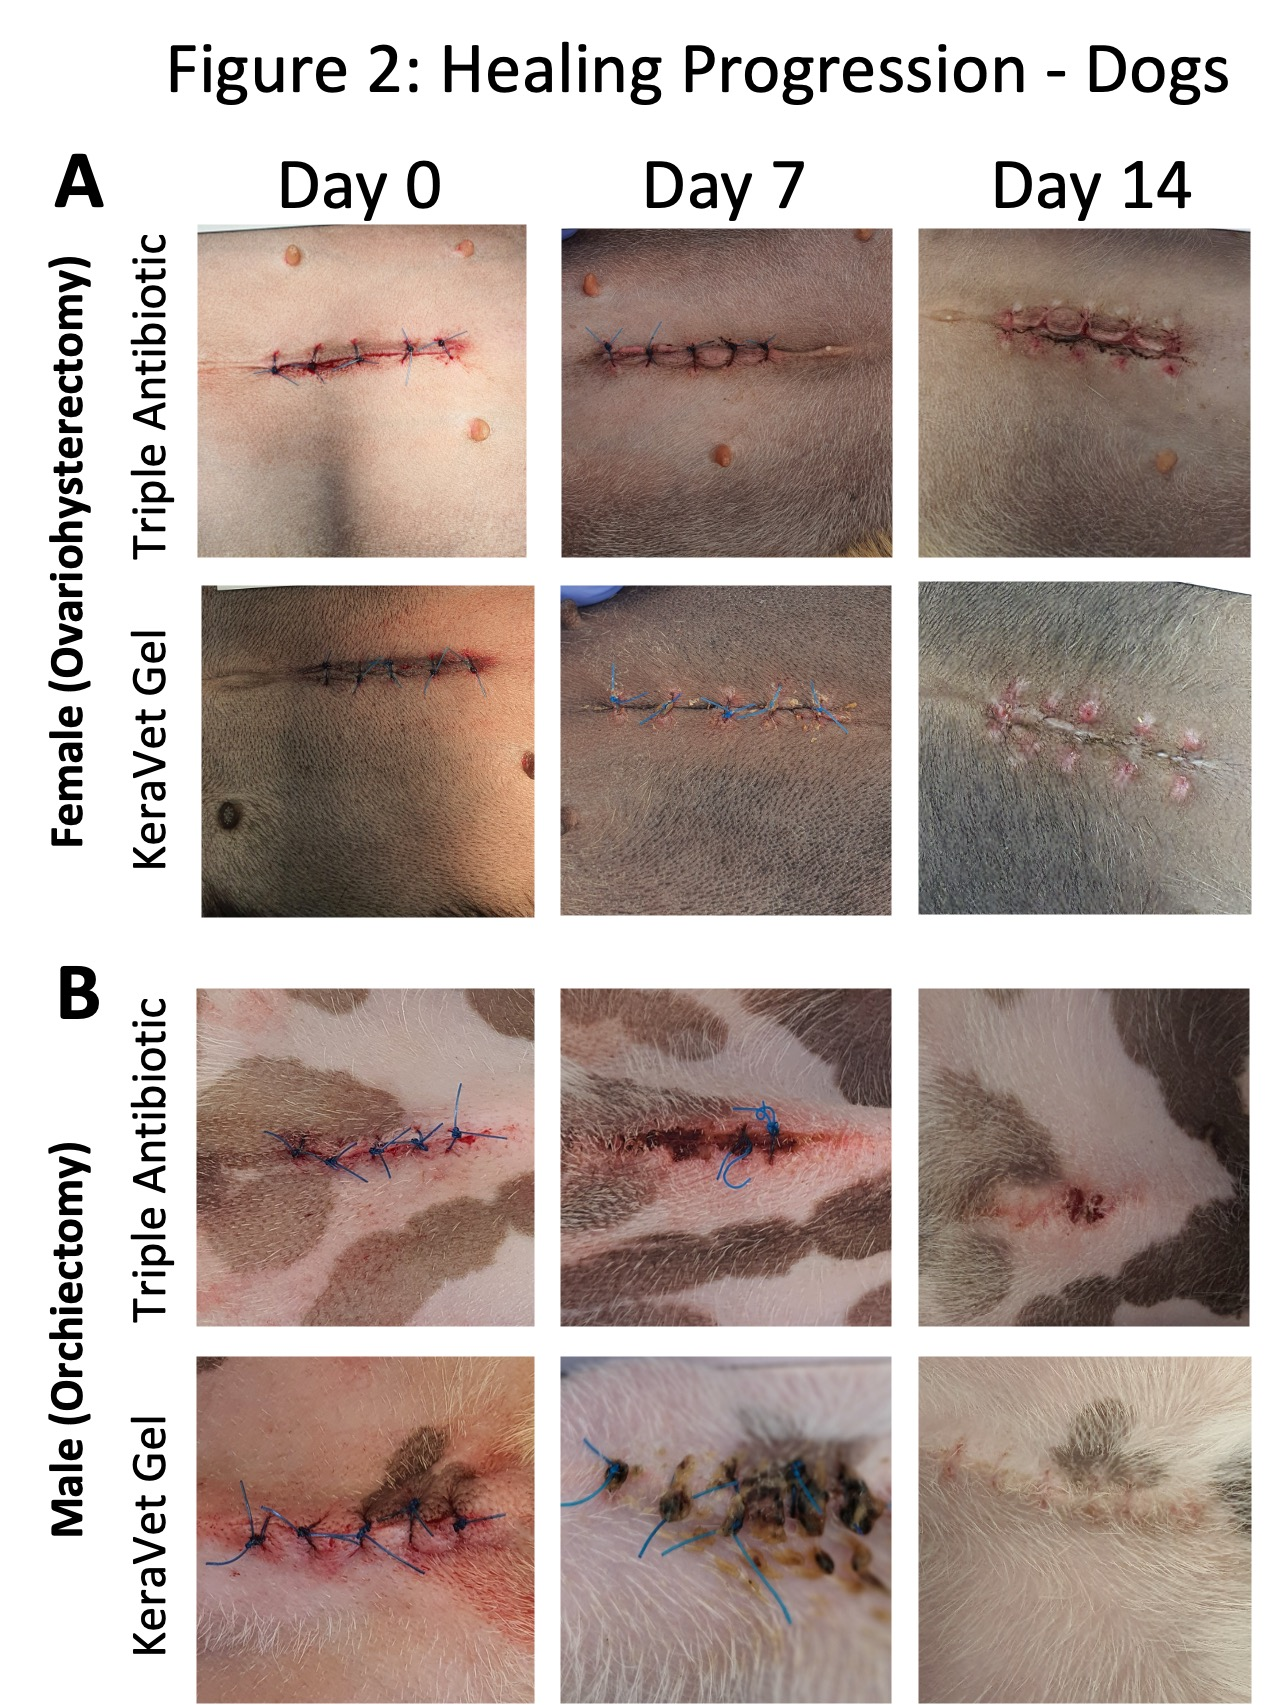 Figure 2: Healing Progression - Dogs
A
Day 0
Day 7
Day 14
Female (Ovariohysterectomy)
Triple Antibiotic
KeraVet Gel
B
Male (Orchiectomy)
Triple Antibiotic
KeraVet Gel